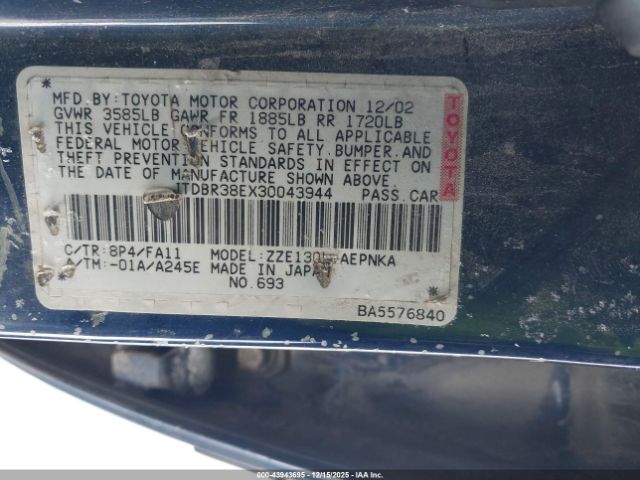 MFD. BY: TOYOTA MOTOR CORPORATION 12/02
GVWR 3585LB GAWR FR 1885LB RR 1720LB
THIS VEHICLE CONFORMS TO ALL APPLICABLE
FEDERAL MOTOR VEHICLE SAFETY, BUMPER, AND
THEFT PREVENTION STANDARDS IN EFFECT ON
THE DATE OF MANUFACTURE SHOWN ABOVE.
JTDBR38EX30043944 PASS. CAR
TOYOTA
C/TR: 8P4/FA11 MODEL: AEPNKA
A/TM: -01A/A245E MADE IN JAPAN
NO. 693
BA5576840
000-43943695 - 12/15/2025 - IAAI.COM